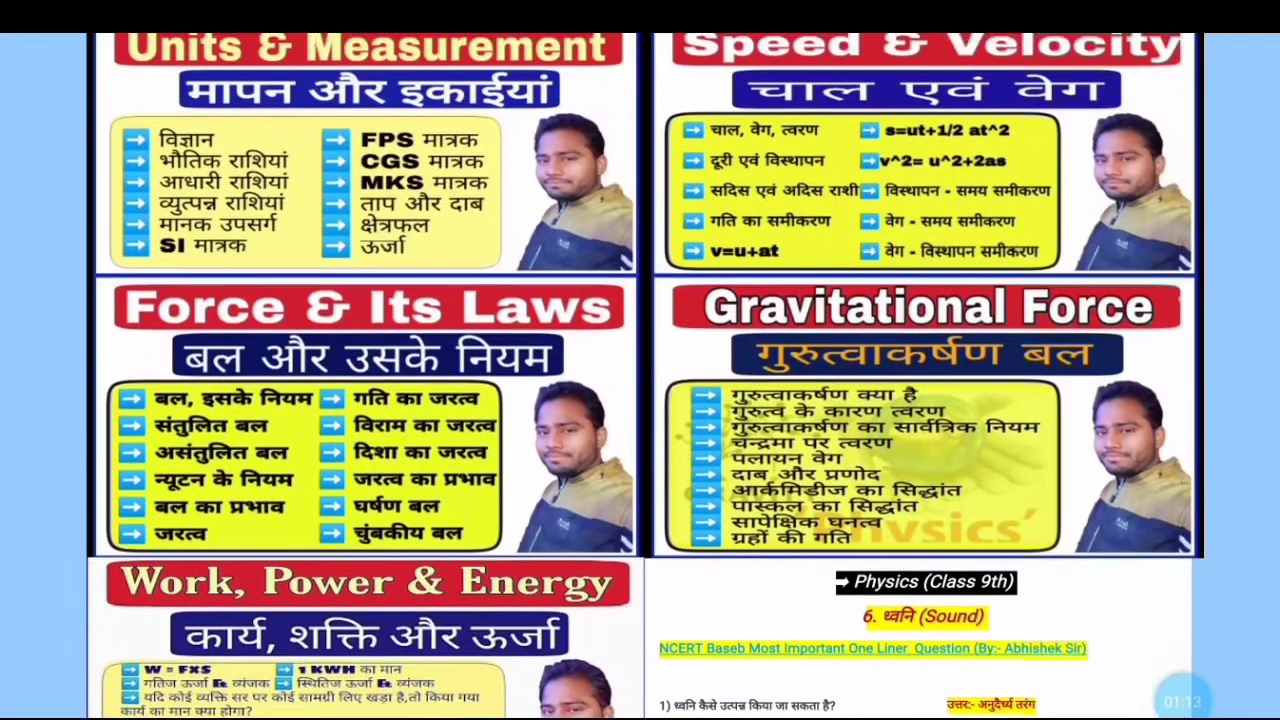 Units & Measurement
मापन और इकाईयां
विज्ञान
भौतिक राशियां
आधारी राशियां
व्युत्पन्न राशियां
मानक उपसर्ग
SI मात्रक
FPS मात्रक
CGS मात्रक
MKS मात्रक
ताप और दाब
क्षेत्रफल
ऊर्जा
Speed & Velocity
चाल एवं वेग
चाल, वेग, त्वरण
दूरी एवं विस्थापन
सदिस एवं अदिस राशी
गति का समीकरण
v=u+at
s=ut+1/2 at^2
v^2= u^2+2as
विस्थापन - समय समीकरण
वेग - समय समीकरण
वेग - विस्थापन समीकरण
Force & Its Laws
बल और उसके नियम
बल, इसके नियम
संतुलित बल
असंतुलित बल
न्यूटन के नियम
बल का प्रभाव
जरत्व
गति का जरत्व
विराम का जरत्व
दिशा का जरत्व
जरत्व का प्रभाव
घर्षण बल
चुंबकीय बल
Gravitational Force
गुरुत्वाकर्षण बल
गुरुत्वाकर्षण क्या है
गुरुत्व के कारण त्वरण
गुरुत्वाकर्षण का सार्वत्रिक नियम
चन्द्रमा पर त्वरण
पलायन वेग
दाब और प्रणोद
आर्कमिडीज का सिद्धांत
पास्कल का सिद्धांत
सापेक्षिक घनत्व
ग्रहों की गति
Work, Power & Energy
कार्य, शक्ति और ऊर्जा
W = F×S
1 KWH का मान
गतिज ऊर्जा Eₖ व्यंजक
स्थितिज ऊर्जा व्यंजक
यदि कोई व्यक्ति सर पर कोई सामग्री लिए खड़ा है,तो किया गया
कार्य का मान क्या होगा?
➞ Physics (Class 9th)
6. ध्वनि (Sound)
NCERT Baseb Most Important One Liner Question (By:- Abhishek Sir)
1) ध्वनि कैसे उत्पन्न किया जा सकता है?
उत्तर:- अनुदैर्ध्य तरंग
01:13